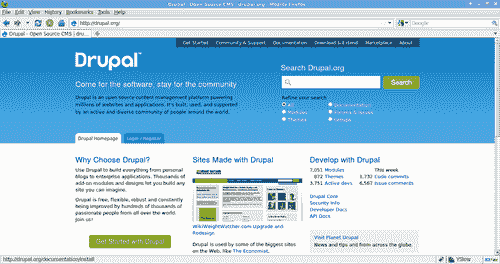 Drupal - Open Source CMS | drupal.org - Mozilla Firefox
File Edit View History Bookmarks Tools Help
http://drupal.org/
Google
Drupal - Open Source CMS | dru...
Get Started Community & Support Documentation Download & Extend Marketplace About
Drupal™
Come for the software, stay for the community
Drupal is an open source content management platform powering
millions of websites and applications. It's built, used, and supported
by an active and diverse community of people around the world.
Search Drupal.org
Search
Refine your search
All
Documentation
Modules
Themes
Drupal Homepage
Login / Register
Why Choose Drupal?
Use Drupal to build everything from personal
blogs to enterprise applications. Thousands of
add-on modules and designs let you build any
site you can imagine.
Drupal is free, flexible, robust and constantly
being improved by hundreds of thousands of
passionate people from all over the world.
Join us!
Get Started with Drupal
Sites Made with Drupal
WikiWeightWatcher.com Upgrade and
Redesign
Drupal is used by some of the biggest sites
on the Web, like The Economist,
Develop with Drupal
7,051 Modules
872 Themes
3,751 Active devs
This week
1,732 Code commits
6,567 Issue comments
Drupal Core
Security Info
Developer Docs
API Docs
Visit Planet Drupal
News and tips and from across the globe.
http://drupal.org/documentation/install
YSlow